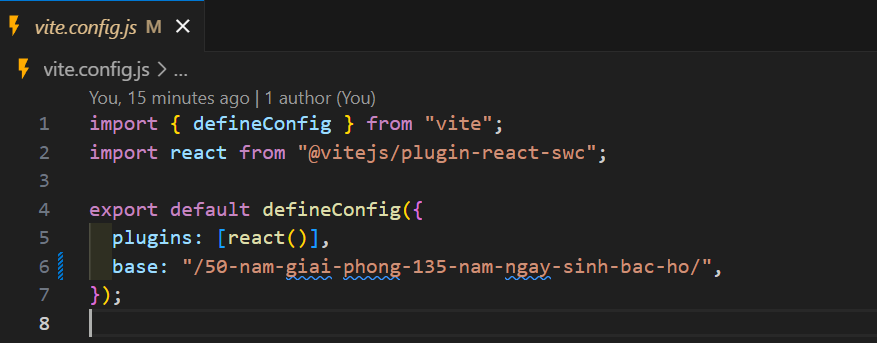 vite.config.js M
vite.config.js > ...
You, 15 minutes ago | 1 author (You)
1 import { defineConfig } from "vite";
2 import react from "@vitejs/plugin-react-swc";
3
4 export default defineConfig({
5 plugins: [react()],
6 base: "/50-nam-giai-phong-135-nam-ngay-sinh-bac-ho/",
7 });
8